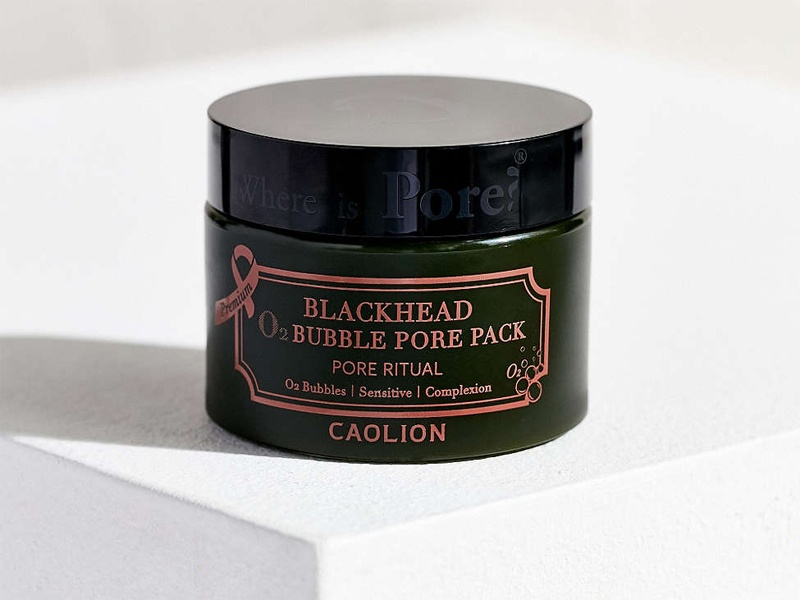 Where is Pore?®
Premium
BLACKHEAD
O2 BUBBLE PORE PACK
PORE RITUAL
O2 Bubbles | Sensitive | Complexion
O2
CAOLION